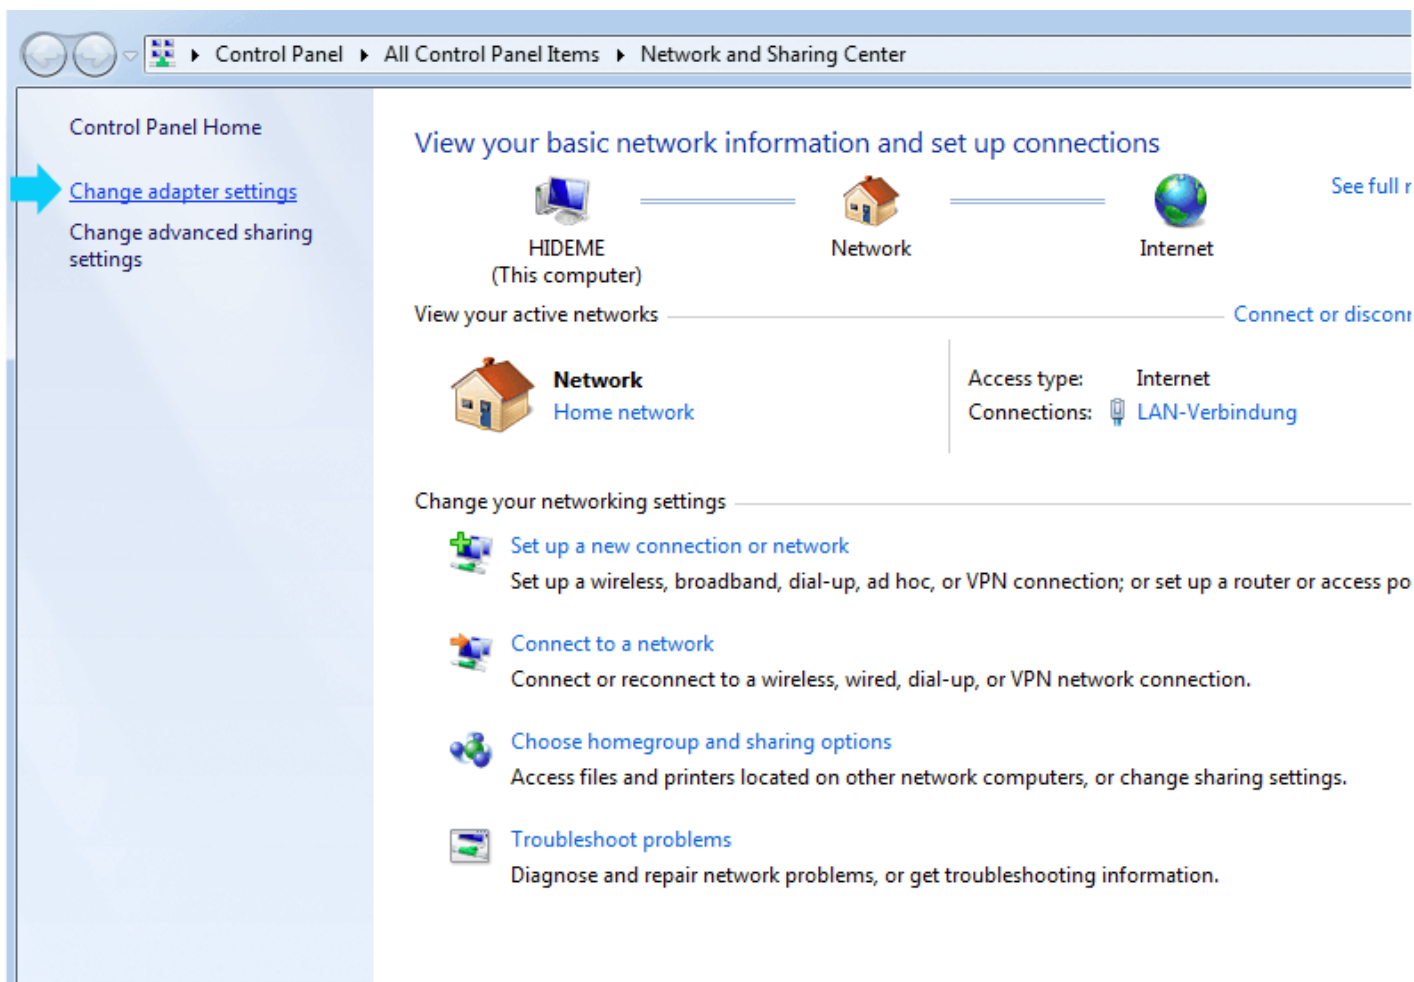 Control Panel ▸ All Control Panel Items ▸ Network and Sharing Center
Control Panel Home
Change adapter settings
Change advanced sharing
settings
View your basic network information and set up connections
See full
HIDEME
(This computer)
Network
Internet
View your active networks
Connect or
Network
Home network
Access type: Internet
Connections: LAN-Verbindung
Change your networking settings
Set up a new connection or network
Set up a wireless, broadband, dial-up, ad hoc, or VPN connection; or set up a router or access
Connect to a network
Connect or reconnect to a wireless, wired, dial-up, or VPN network connection.
Choose homegroup and sharing options
Access files and printers located on other network computers, or change sharing settings.
Troubleshoot problems
Diagnose and repair network problems, or get troubleshooting information.